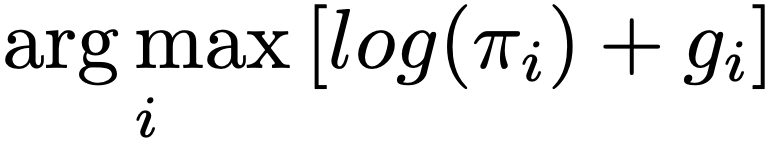 arg max [log(π_i) + g_i]
i